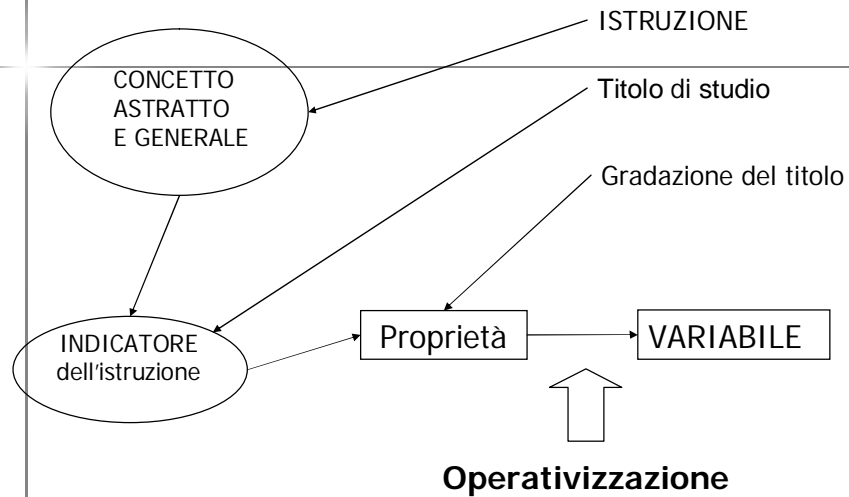 ISTRUZIONE
CONCETTO
ASTRATTO
E GENERALE
Titolo di studio
Gradazione del titolo
INDICATORE
dell'istruzione
Proprietà
VARIABILE
Operativizzazione